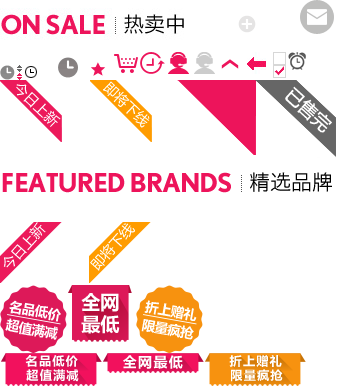 ON SALE 热卖中
今日上新
即将下线
已售完
FEATURED BRANDS 精选品牌
今日上新
即将下线
名品低价
超值满减
全网
最低
折上赠礼
限量疯抢
名品低价
超值满减
全网最低
折上赠礼
限量疯抢